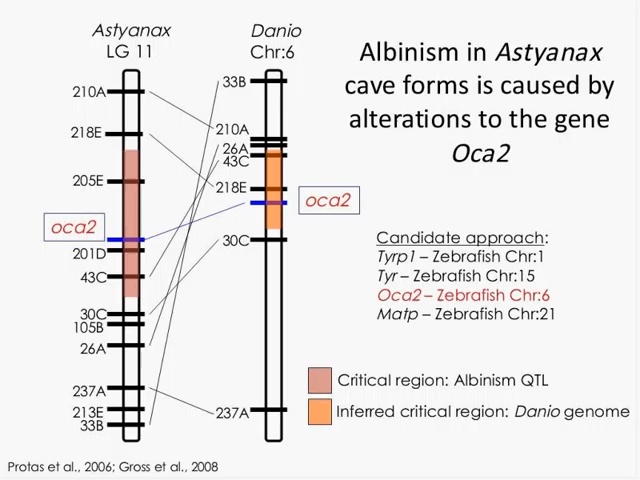 Astyanax
LG 11
Danio
Chr:6
Albinism in Astyanax
cave forms is caused by
alterations to the gene
Oca2
210A
218E
205E
oca2
201D
43C
30C
105B
26A
237A
213E
33B
33B
210A
26A
43C
218E
oca2
30C
237A
Candidate approach:
Tyrp1 – Zebrafish Chr:1
Tyr – Zebrafish Chr:15
Oca2 – Zebrafish Chr:6
Matp – Zebrafish Chr:21
Critical region: Albinism QTL
Inferred critical region: Danio genome
Protas et al., 2006; Gross et al., 2008